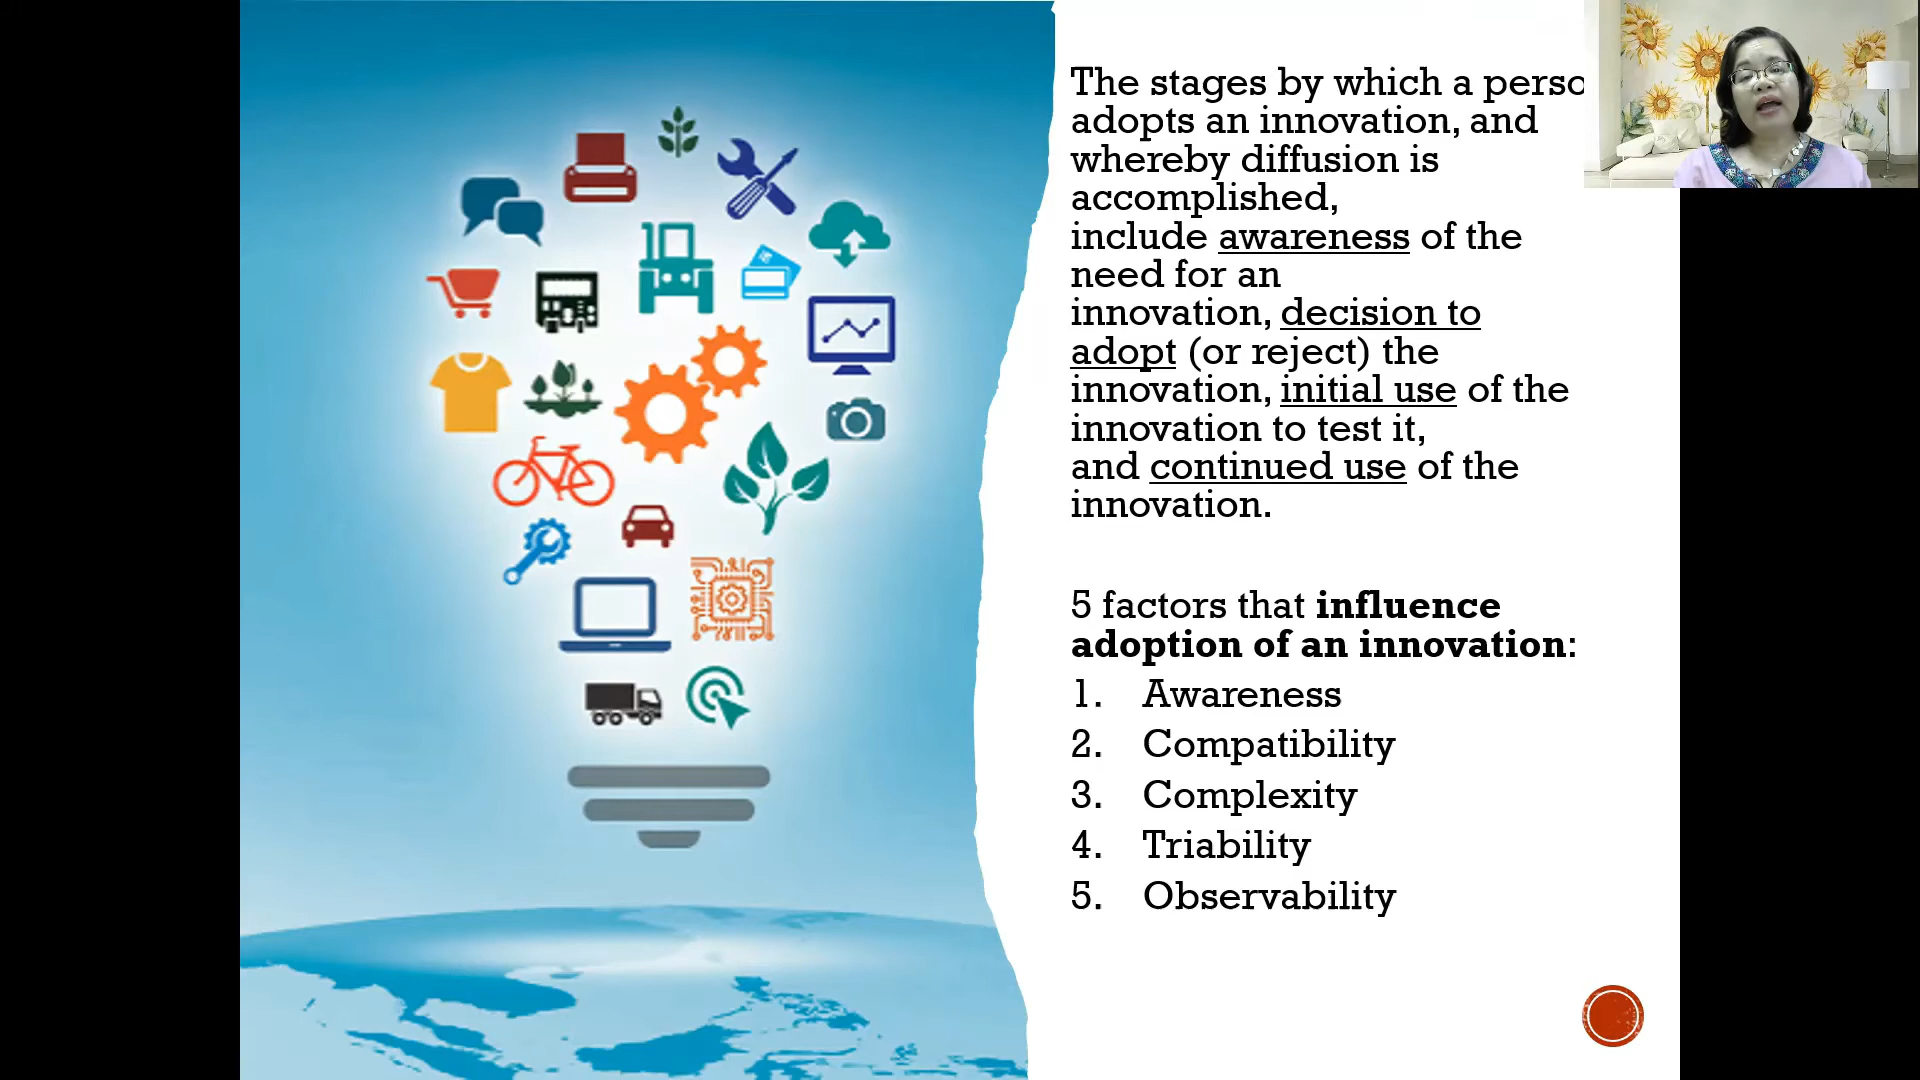 The stages by which a perso
adopts an innovation, and
whereby diffusion is
accomplished,
include awareness of the
need for an
innovation, decision to
adopt (or reject) the
innovation, initial use of the
innovation to test it,
and continued use of the
innovation.
5 factors that influence
adoption of an innovation:
1. Awareness
2. Compatibility
3. Complexity
4. Triability
5. Observability